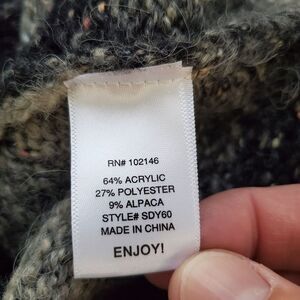 RN# 102146
64% ACRYLIC
27% POLYESTER
9% ALPACA
STYLE# SDY60
MADE IN CHINA
ENJOY!